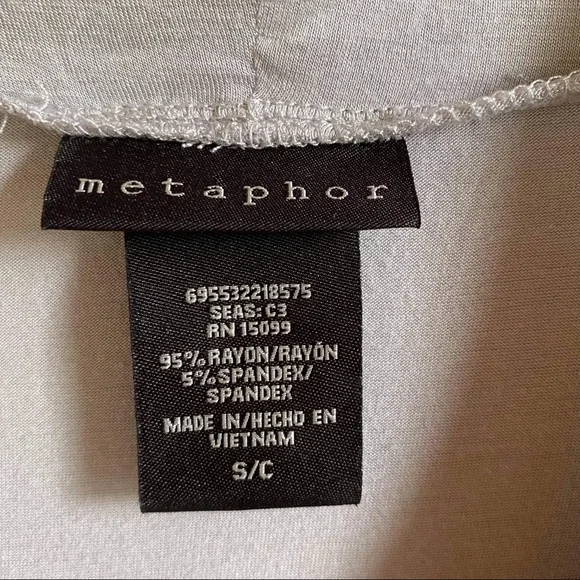 metaphor
695532218575
SEAS: C3
RN 15099
95% RAYON/RAYÓN
5% SPANDEX/
SPANDEX
MADE IN/HECHO EN
VIETNAM
S/C